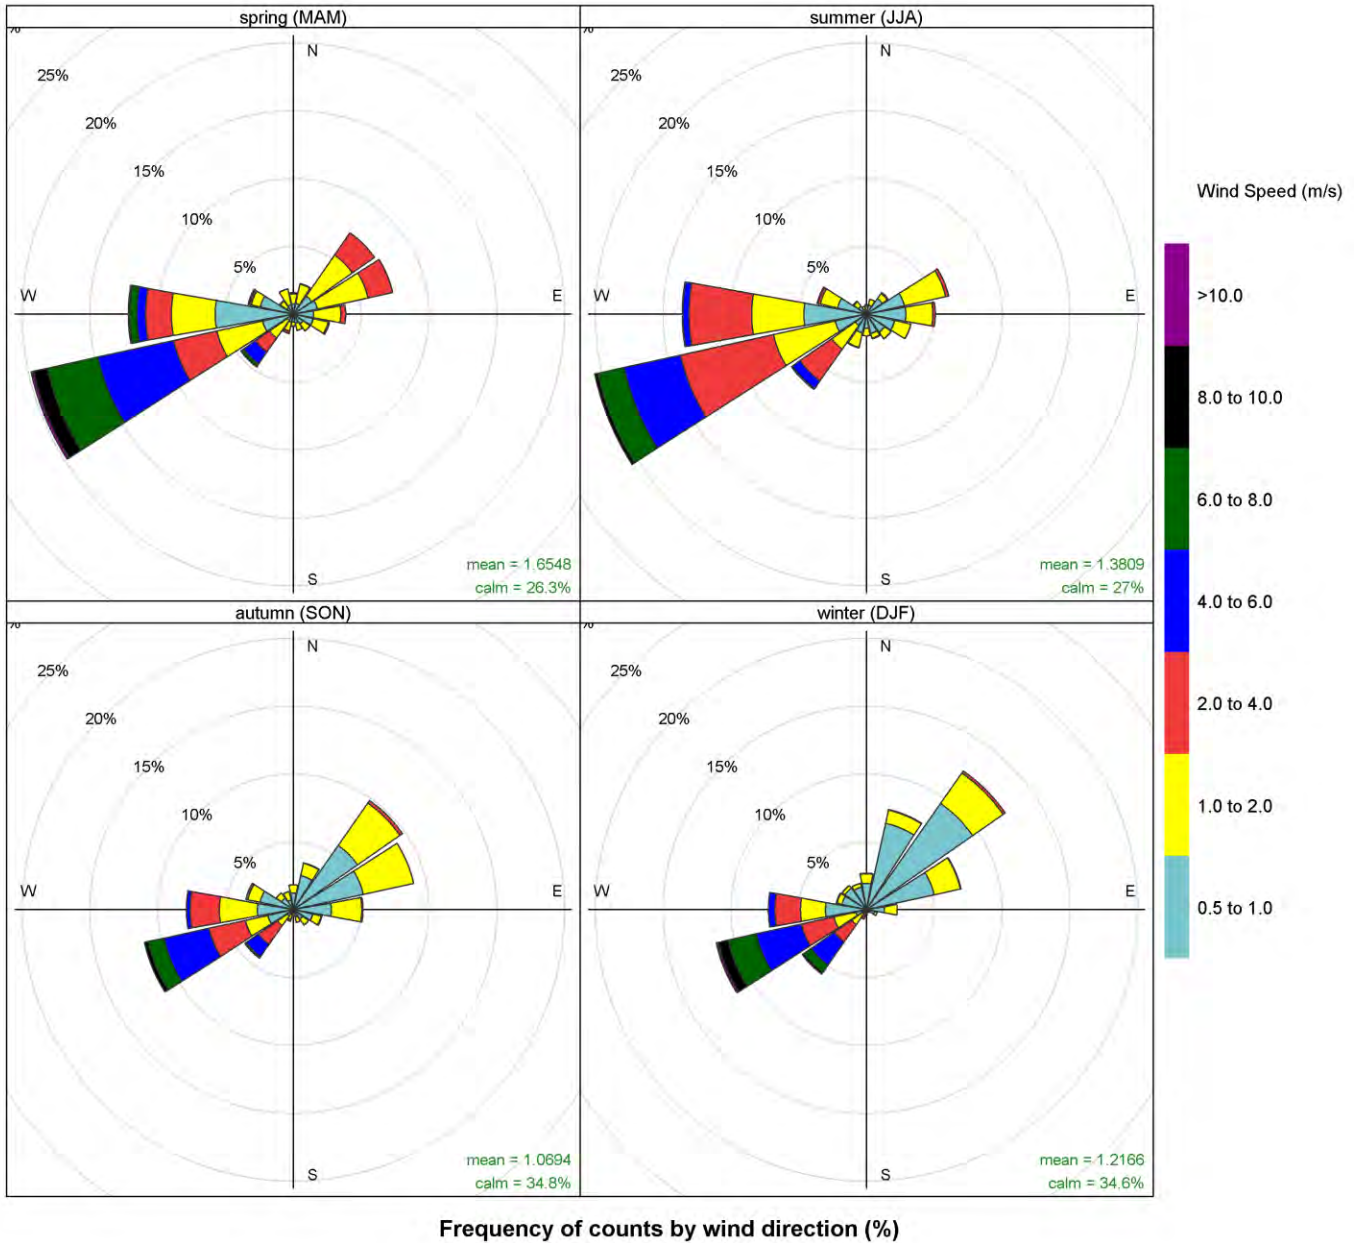 spring (MAM)
%
25%
20%
15%
10%
5%
N
W
E
S
mean = 1.6548
calm = 26.3%
summer (JJA)
%
25%
20%
15%
10%
5%
N
W
E
S
mean = 1.3809
calm = 27%
autumn (SON)
%
25%
20%
15%
10%
5%
N
W
E
S
mean = 1.0694
calm = 34.8%
winter (DJF)
%
25%
20%
15%
10%
5%
N
W
E
S
mean = 1.2166
calm = 34.6%
Wind Speed (m/s)
>10.0
8.0 to 10.0
6.0 to 8.0
4.0 to 6.0
2.0 to 4.0
1.0 to 2.0
0.5 to 1.0
Frequency of counts by wind direction (%)